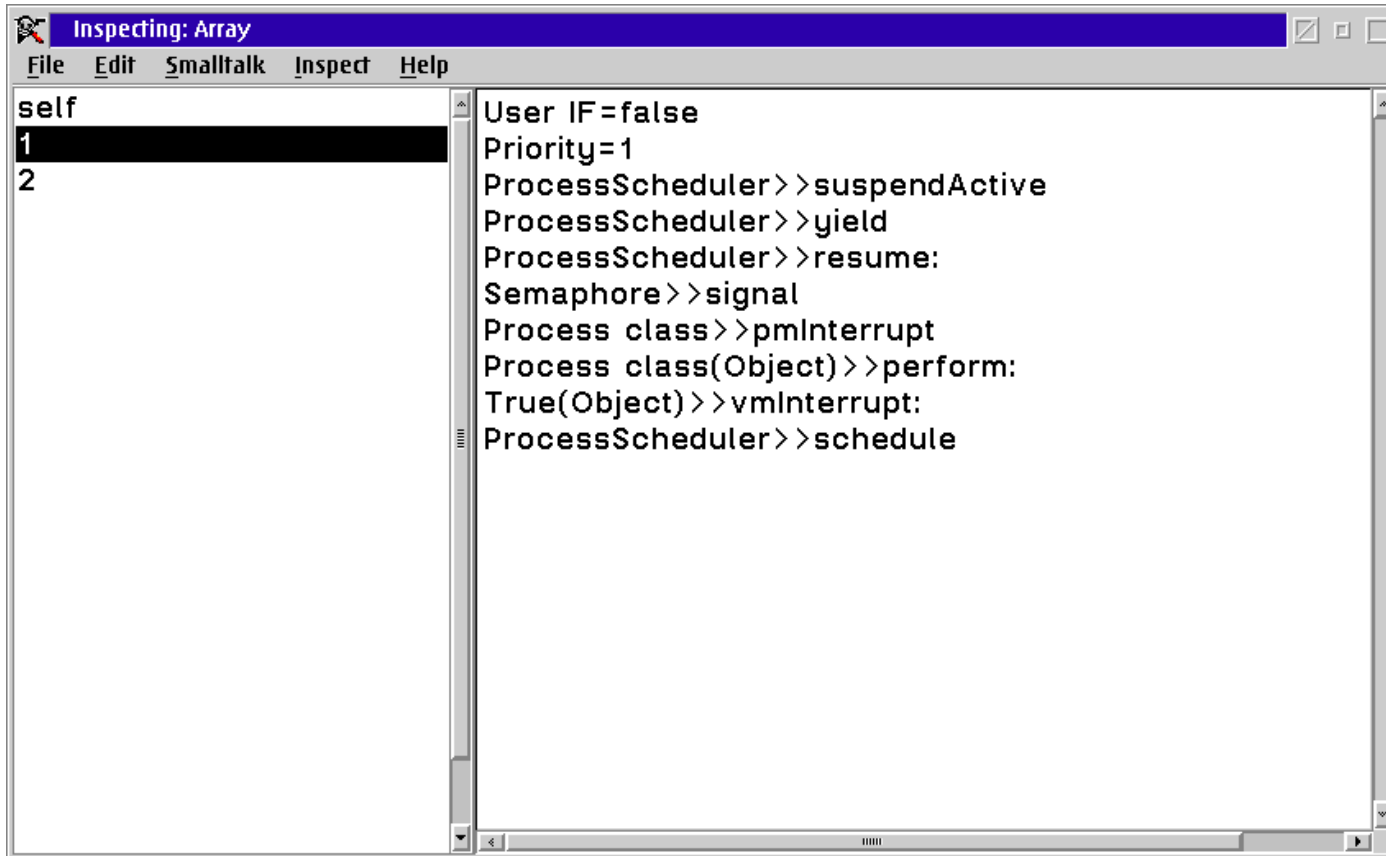 Inspecting: Array
File Edit Smalltalk Inspect Help
self
1
2
User IF=false
Priority=1
ProcessScheduler>>suspendActive
ProcessScheduler>>yield
ProcessScheduler>>resume:
Semaphore>>signal
Process class>>pmInterrupt
Process class(Object)>>perform:
True(Object)>>vmInterrupt:
ProcessScheduler>>schedule